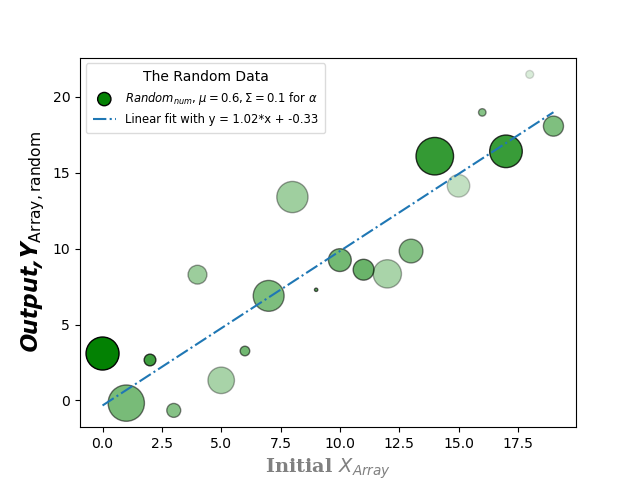 The Random Data
Random_num, μ = 0.6, Σ = 0.1 for α
Linear fit with y = 1.02*x + -0.33
20
15
10
5
0
Output, Y_Array, random
0.0 2.5 5.0 7.5 10.0 12.5 15.0 17.5
Initial X_Array